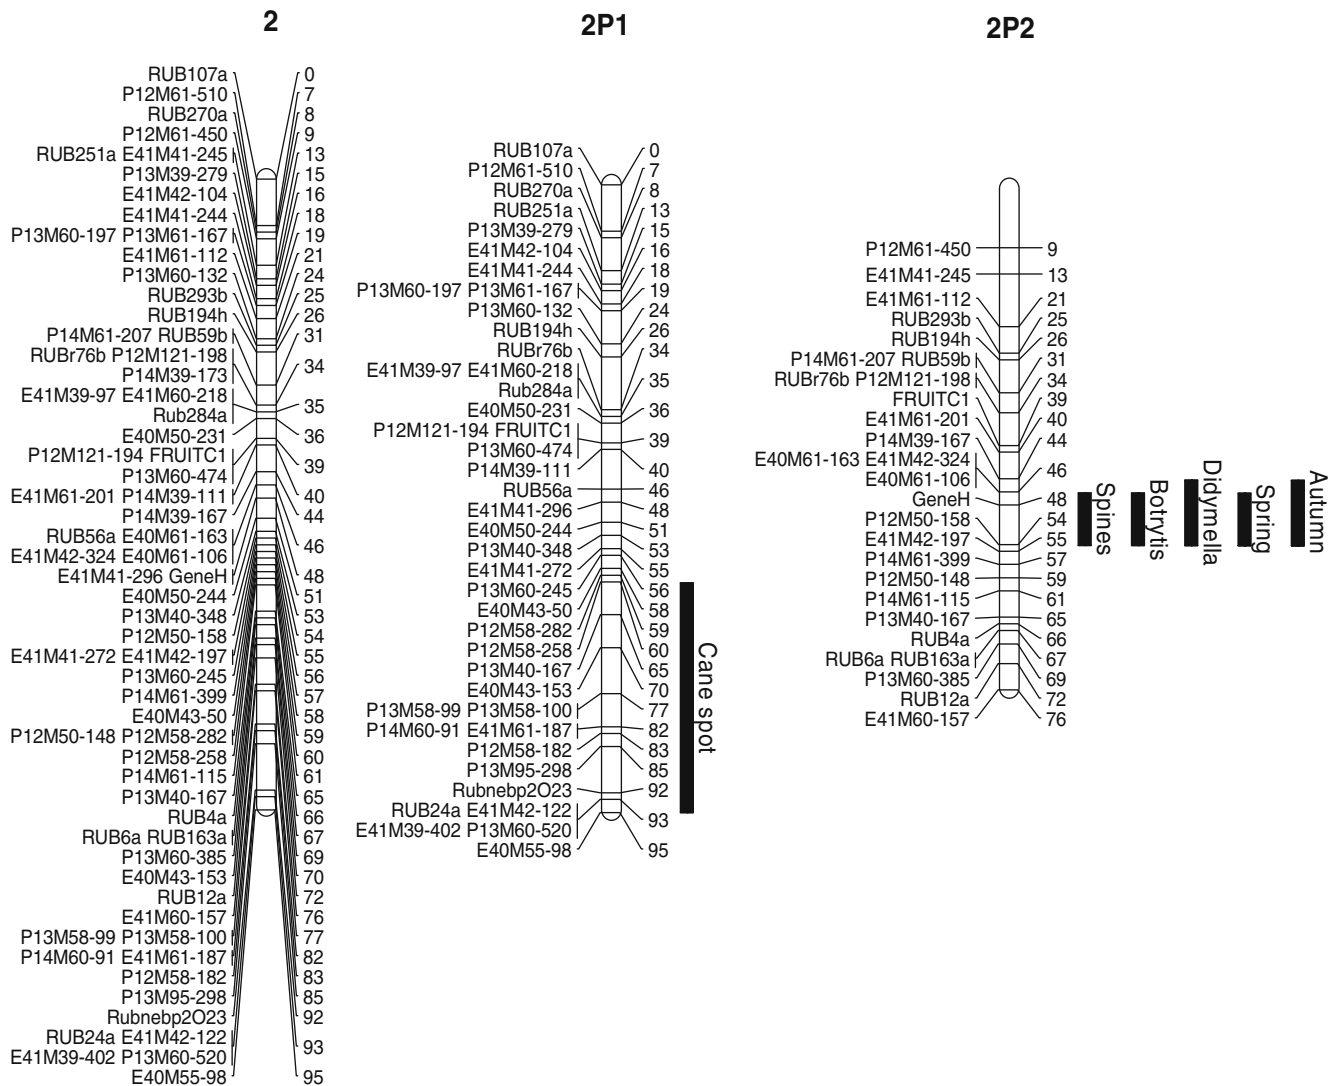 2
RUB107a 0
P12M61-510 7
RUB270a 8
P12M61-450 9
RUB251a E41M41-245 13
P13M39-279 15
E41M42-104 16
E41M41-244 18
P13M60-197 P13M61-167 19
E41M61-112 21
P13M60-132 24
RUB293b 25
RUB194h 26
P14M61-207 RUB59b 31
RUBr76b P12M121-198
P14M39-173 34
E41M39-97 E41M60-218
Rub284a 35
E40M50-231 36
P12M121-194 FRUITC1
P13M60-474 39
E41M61-201 P14M39-111 40
P14M39-167 44
RUB56a E40M61-163
E41M42-324 E40M61-106 46
E41M41-296 GeneH 48
E40M50-244 51
P13M40-348 53
P12M50-158 54
E41M41-272 E41M42-197 55
P13M60-245 56
P14M61-399 57
E40M43-50 58
P12M50-148 P12M58-282 59
P12M58-258 60
P14M61-115 61
P13M40-167 65
RUB4a 66
RUB6a RUB163a 67
P13M60-385 69
E40M43-153 70
RUB12a 72
E41M60-157 76
P13M58-99 P13M58-100 77
P14M60-91 E41M61-187 82
P12M58-182 83
P13M95-298 85
Rubnebp2O23 92
RUB24a E41M42-122
E41M39-402 P13M60-520 93
E40M55-98 95
2P1
RUB107a 0
P12M61-510 7
RUB270a 8
RUB251a 13
P13M39-279 15
E41M42-104 16
E41M41-244 18
P13M60-197 P13M61-167 19
P13M60-132 24
RUB194h 26
RUBr76b 34
E41M39-97 E41M60-218
Rub284a 35
E40M50-231 36
P12M121-194 FRUITC1
P13M60-474 39
P14M39-111 40
RUB56a 46
E41M41-296 48
E40M50-244 51
P13M40-348 53
E41M41-272 55
P13M60-245 56
E40M43-50 58
P12M58-282 59
P12M58-258 60
P13M40-167 65
E40M43-153 70
P13M58-99 P13M58-100 77
P14M60-91 E41M61-187 82
P12M58-182 83
P13M95-298 85
Rubnebp2O23 92
RUB24a E41M42-122
E41M39-402 P13M60-520 93
E40M55-98 95
Cane spot
2P2
P12M61-450 9
E41M41-245 13
E41M61-112 21
RUB293b 25
RUB194h 26
P14M61-207 RUB59b 31
RUBr76b P12M121-198 34
FRUITC1 39
E41M61-201 40
P14M39-167 44
E40M61-163 E41M42-324
E40M61-106 46
GeneH 48
P12M50-158 54
E41M42-197 55
P14M61-399 57
P12M50-148 59
P14M61-115 61
P13M40-167 65
RUB4a 66
RUB6a RUB163a 67
P13M60-385 69
RUB12a 72
E41M60-157 76
Spines
Botrytis
Didymella
Spring
Autumn